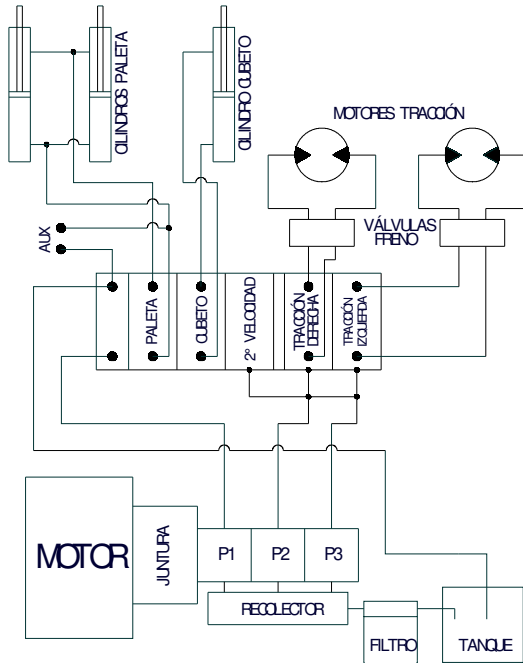 CILINDROS PALETA
CILINDRO CUBETO
MOTORES TRACCIÓN
VÁLVULAS
FRENO
AUX
PALETA
CUBETO
2º VELOCIDAD
TRACCIÓN
DERECHA
TRACCIÓN
IZQUIERDA
MOTOR
JUNTURA
P1
P2
P3
RECOLECTOR
FILTRO
TANQUE